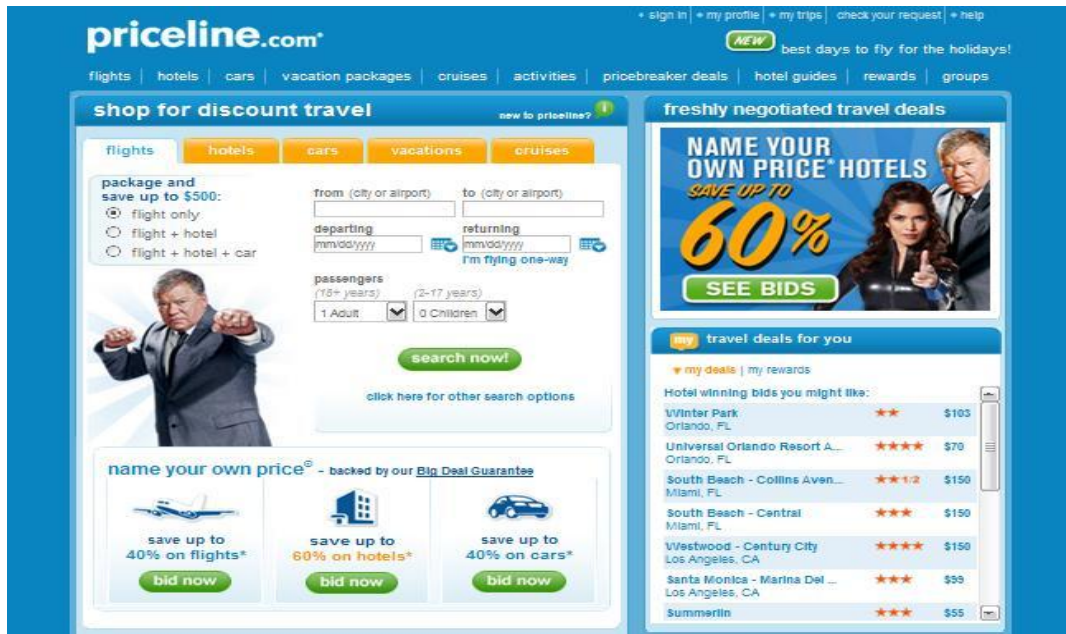 + sign in | + my profile | + my trips | check your request | + help
priceline.com®
NEW best days to fly for the holidays!
flights | hotels | cars | vacation packages | cruises | activities | pricebreaker deals | hotel guides | rewards | groups
shop for discount travel
new to priceline?
flights
hotels
cars
vacations
cruises
package and
save up to $500:
flight only
flight + hotel
flight + hotel + car
from (city or airport)
to (city or airport)
departing
returning
mm/dd/yyyy
mm/dd/yyyy
I'm flying one-way
passengers
(18+ years)
(2-17 years)
1 Adult
0 Children
search now!
click here for other search options
name your own price® - backed by our Big Deal Guarantee
save up to
40% on flights*
bid now
save up to
60% on hotels*
bid now
save up to
40% on cars*
bid now
freshly negotiated travel deals
NAME YOUR
OWN PRICE® HOTELS
SAVE UP TO
60%
SEE BIDS
my travel deals for you
my deals | my rewards
Hotel winning bids you might like:
Winter Park $103
Orlando, FL
Universal Orlando Resort A... $70
Orlando, FL
South Beach - Collins Aven... 1/2 $150
Miami, FL
South Beach - Central $150
Miami, FL
Westwood - Century City $150
Los Angeles, CA
Santa Monica - Marina Del ... $99
Los Angeles, CA
Summerlin $55